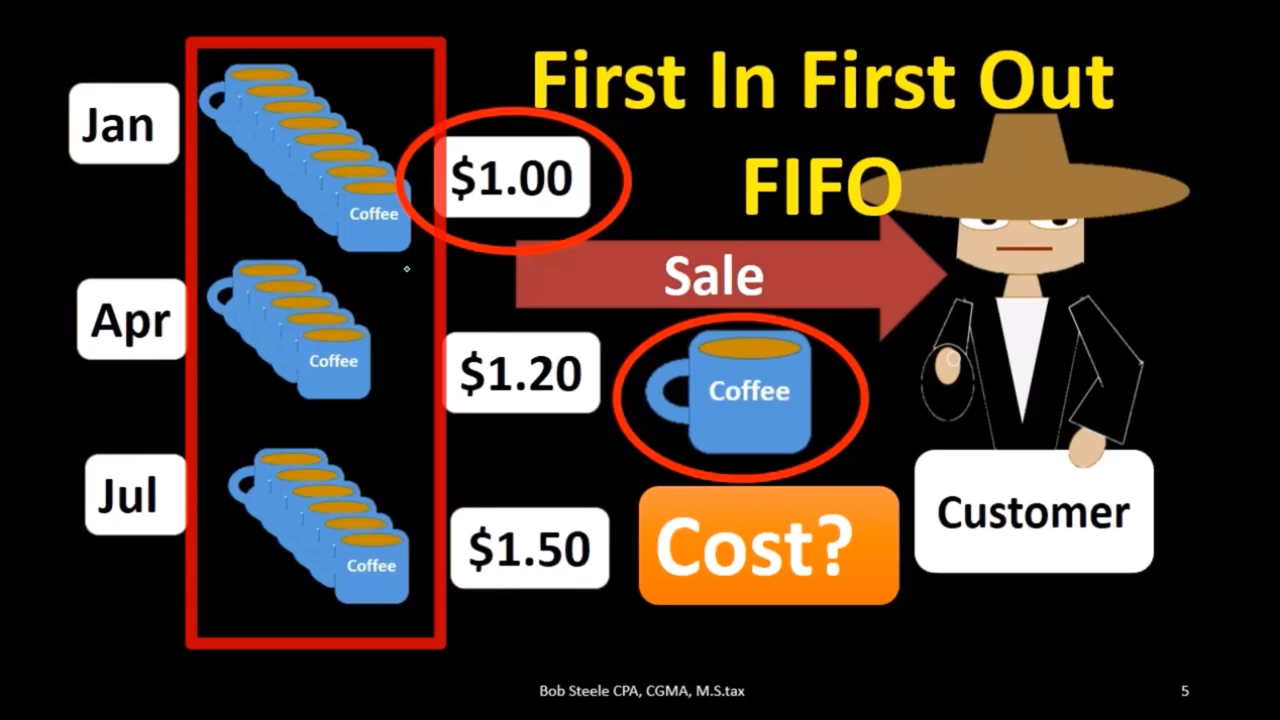 First In First Out
FIFO
Jan
Coffee
$1.00
Sale
Apr
Coffee
$1.20
Coffee
Jul
Coffee
$1.50
Cost?
Customer
Bob Steele CPA, CGMA, M.S.tax
5